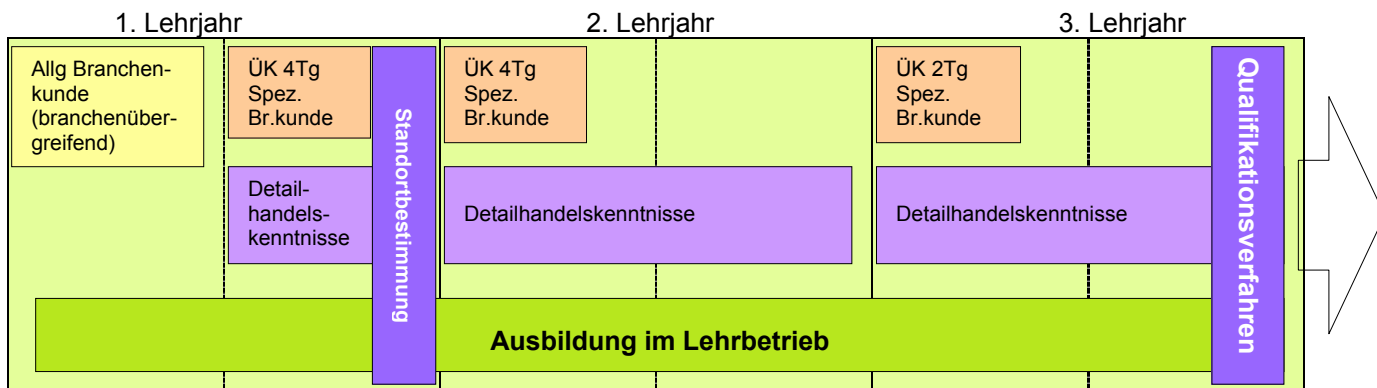 1. Lehrjahr
2. Lehrjahr
3. Lehrjahr
Allg Branchen-
kunde
(branchenüber-
greifend)
ÜK 4Tg
Spez.
Br.kunde
Standortbestimmung
ÜK 4Tg
Spez.
Br.kunde
ÜK 2Tg
Spez.
Br.kunde
Qualifikationsverfahren
Detail-
handels-
kenntnisse
Detailhandelskenntnisse
Detailhandelskenntnisse
Ausbildung im Lehrbetrieb